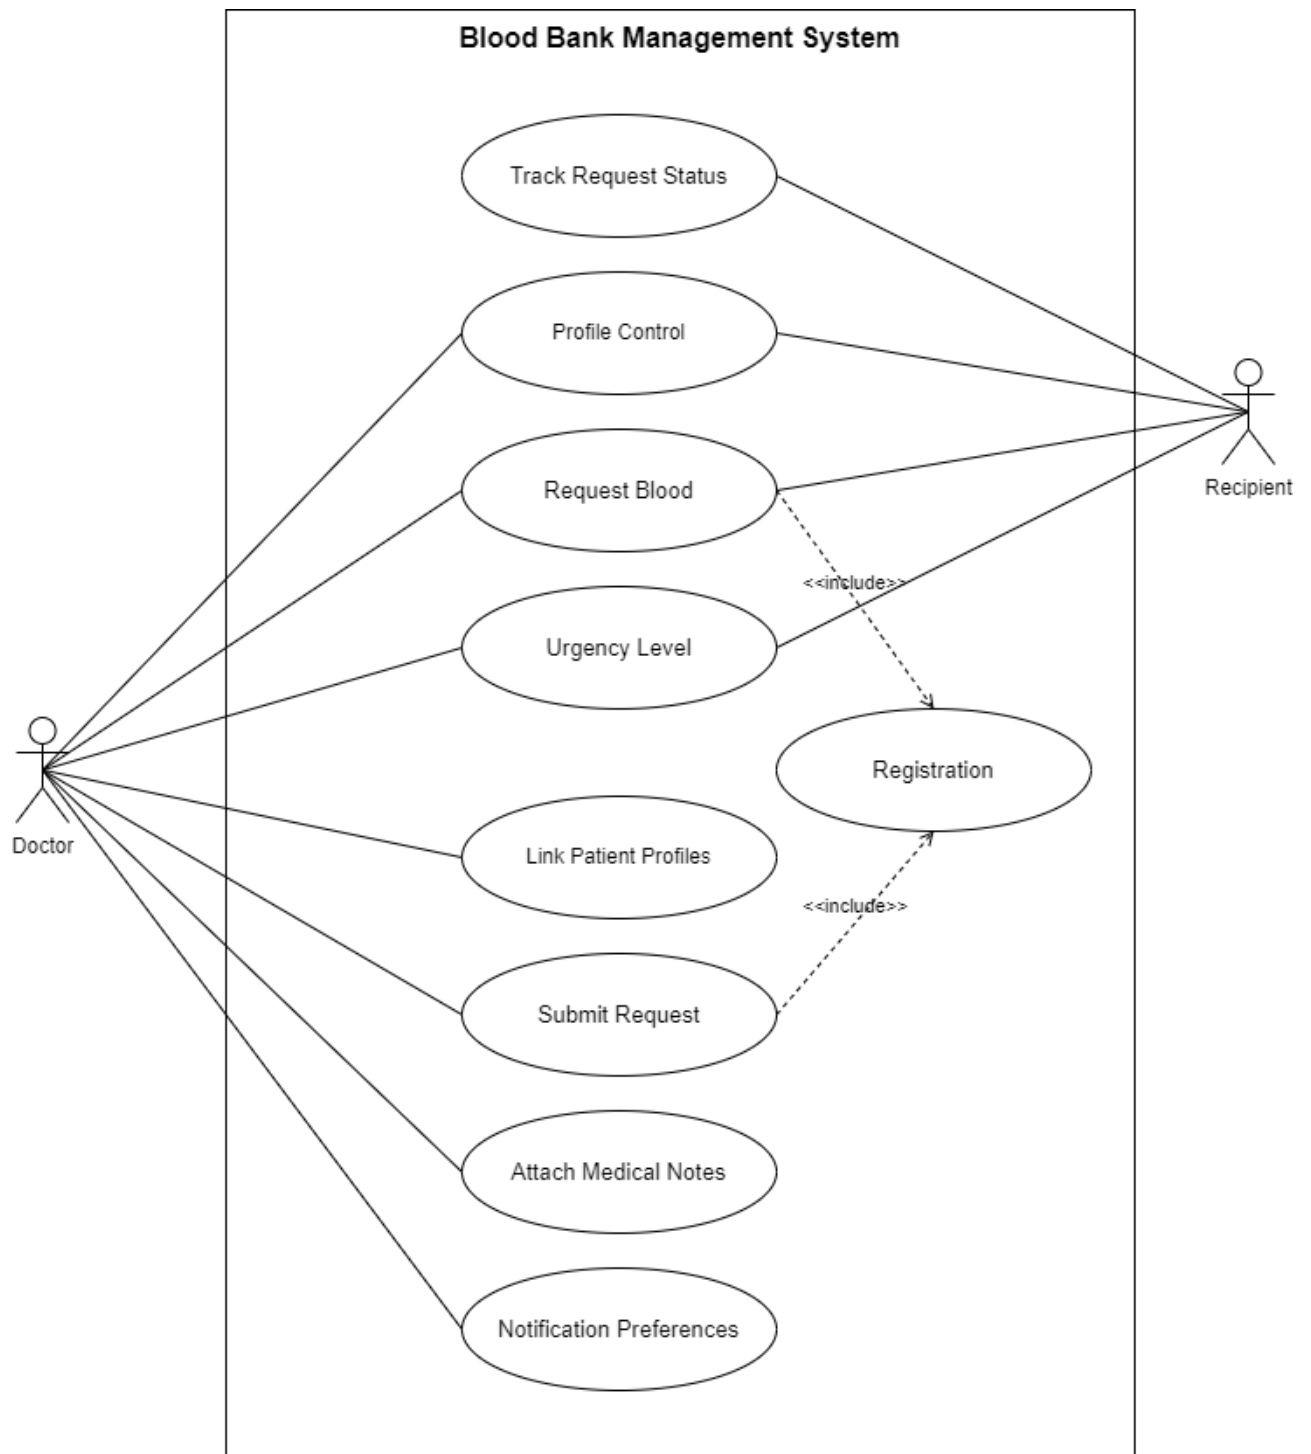 Blood Bank Management System
Track Request Status
Profile Control
Request Blood
Recipient
<<include>>
Urgency Level
Registration
Doctor
Link Patient Profiles
<<include>>
Submit Request
Attach Medical Notes
Notification Preferences